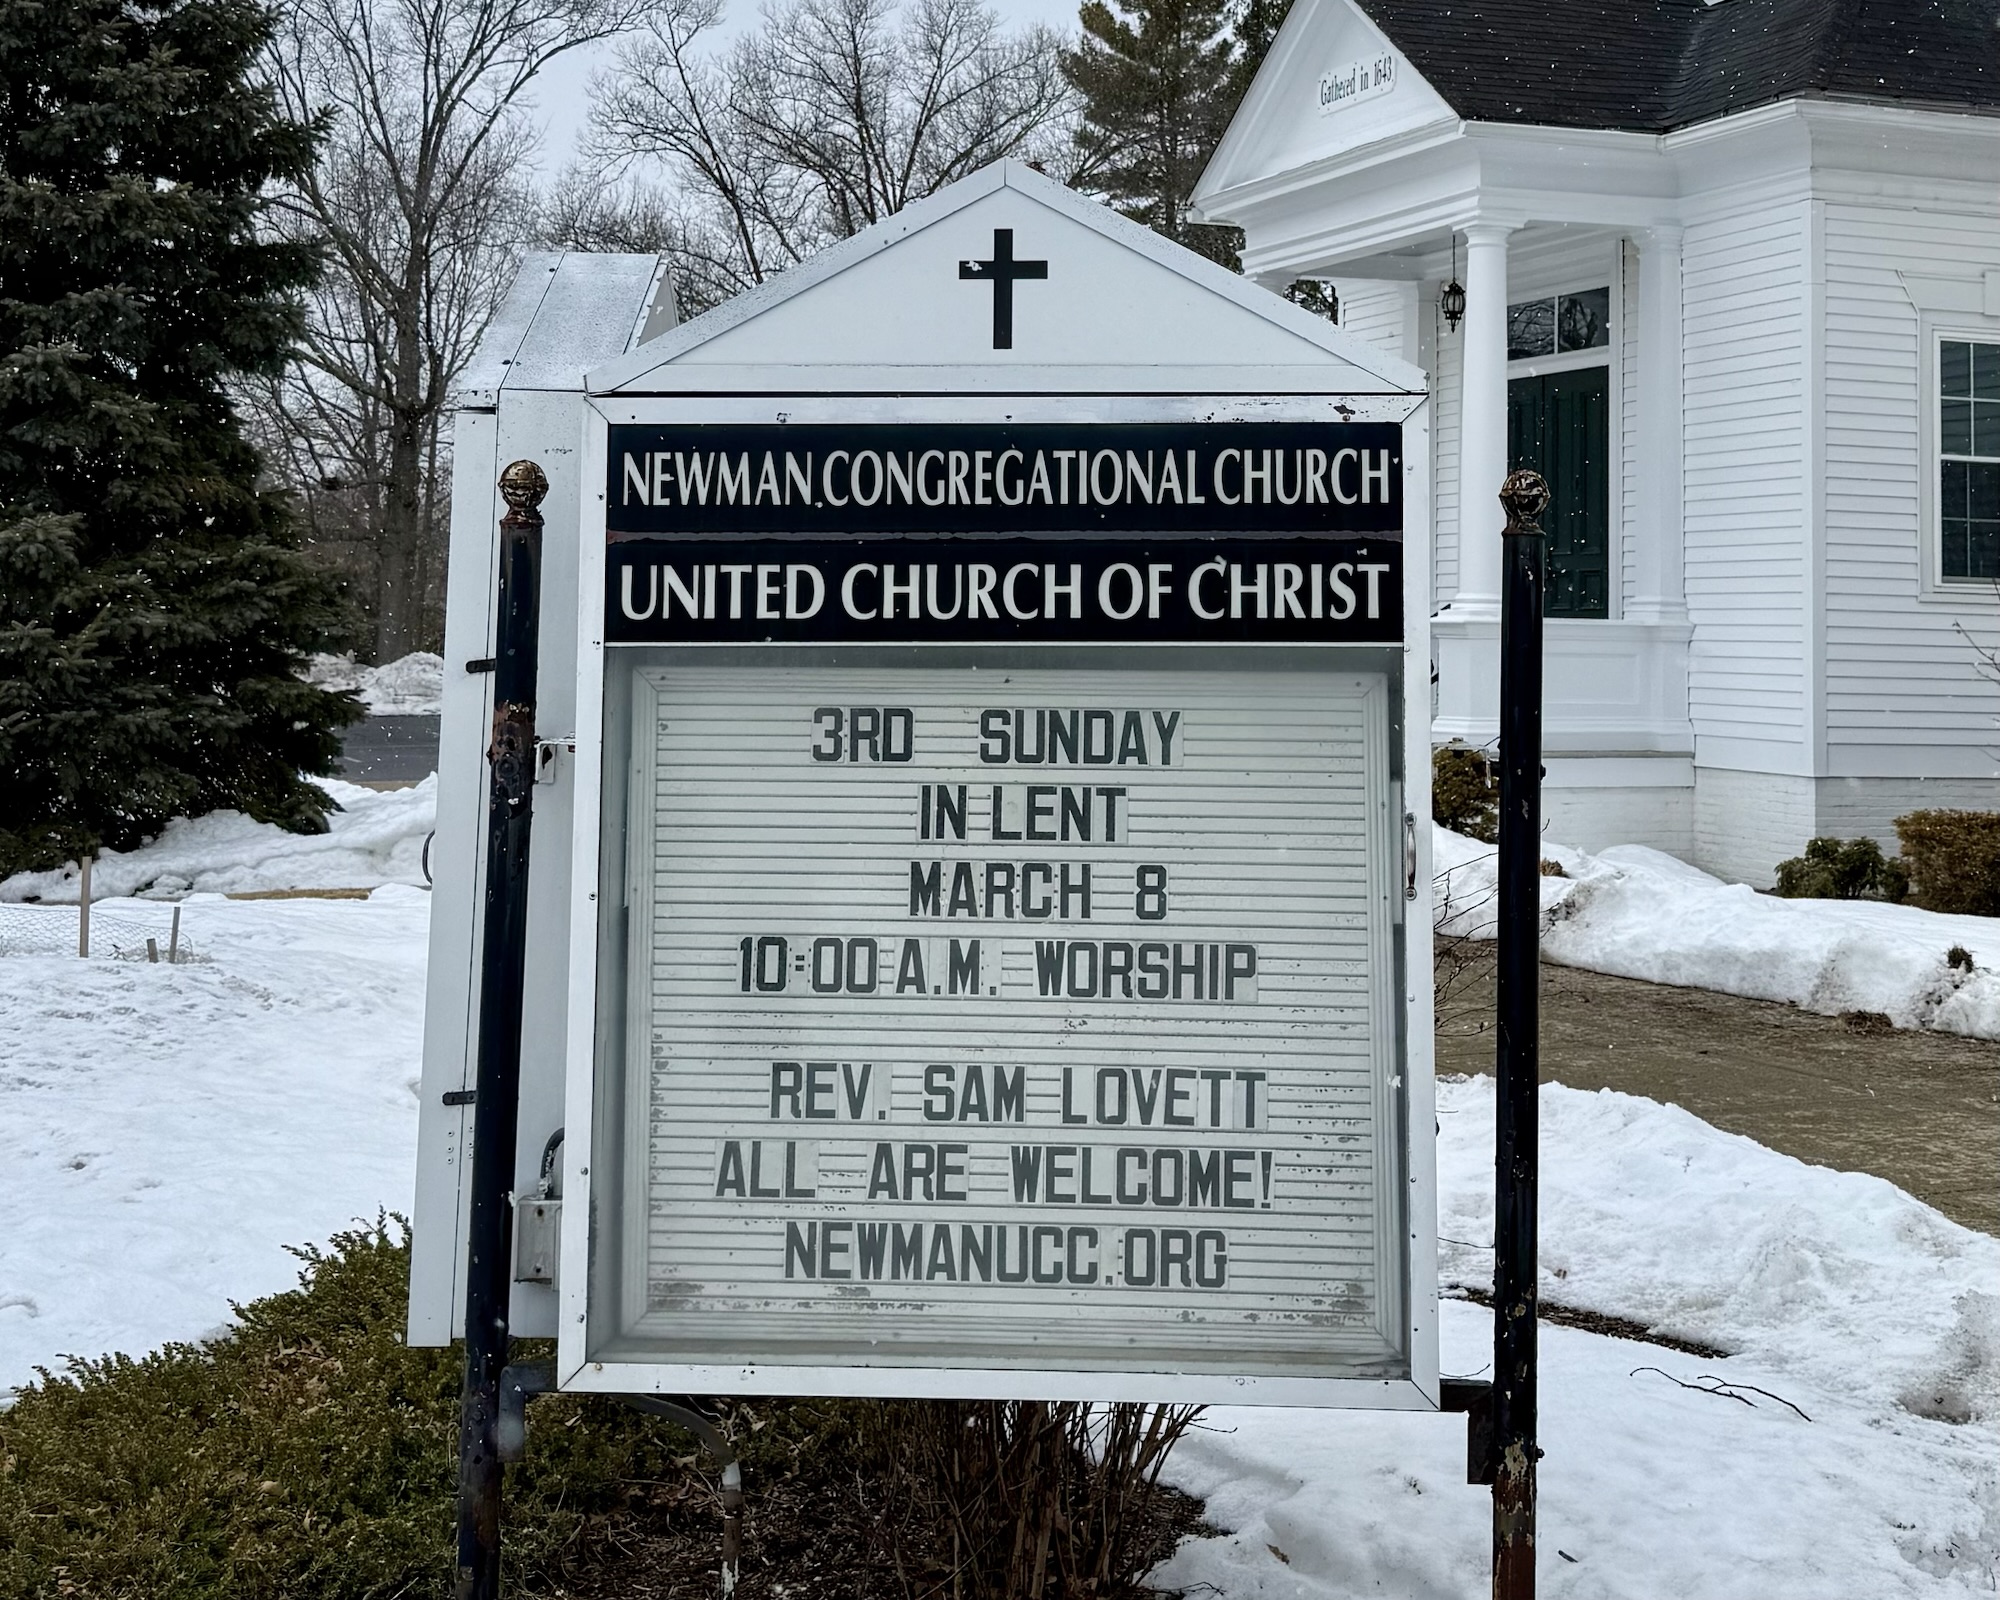 Gathered in 1643
NEWMAN CONGREGATIONAL CHURCH
UNITED CHURCH OF CHRIST
3RD SUNDAY
IN LENT
MARCH 8
10:00 A.M. WORSHIP
REV. SAM LOVETT
ALL ARE WELCOME!
NEWMANUCC.ORG